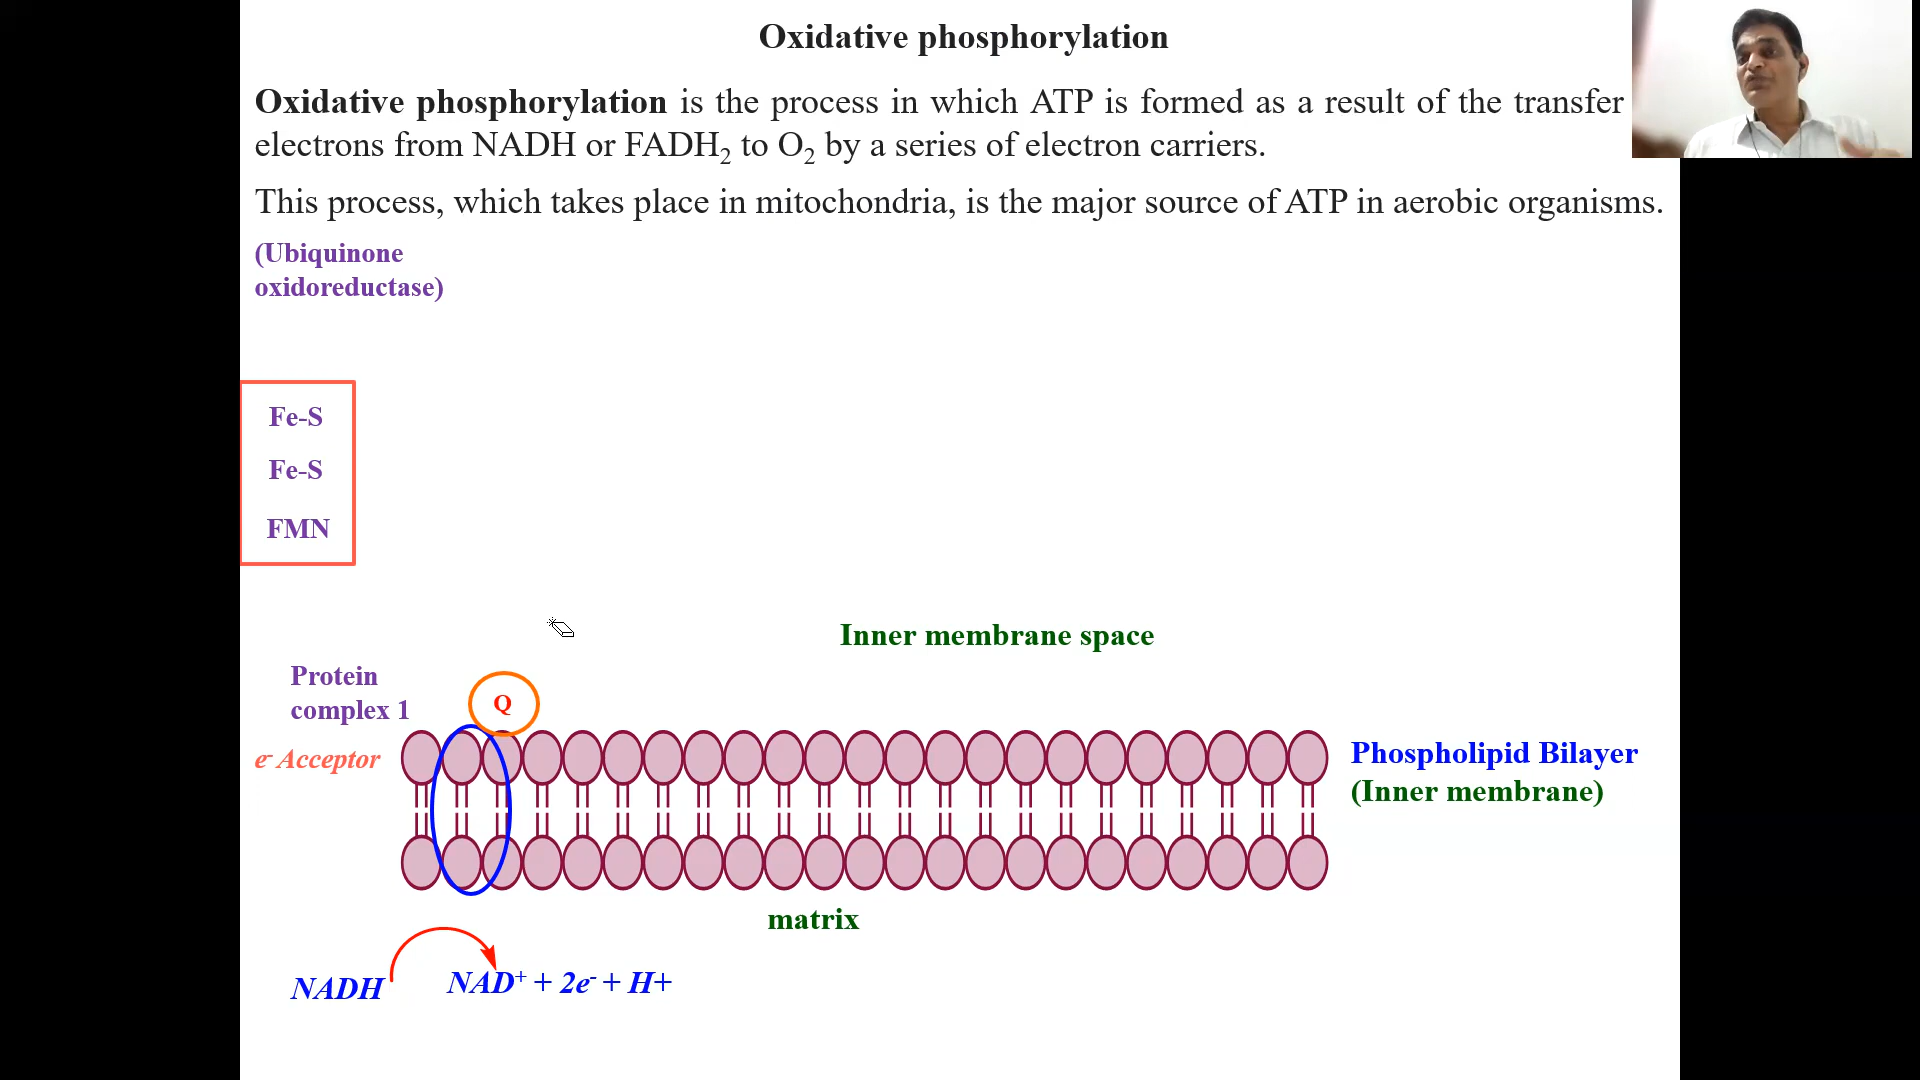 Oxidative phosphorylation
Oxidative phosphorylation is the process in which ATP is formed as a result of the transfer
electrons from NADH or FADH₂ to O₂ by a series of electron carriers.
This process, which takes place in mitochondria, is the major source of ATP in aerobic organisms.
(Ubiquinone
oxidoreductase)
Fe-S
Fe-S
FMN
Inner membrane space
Protein
complex 1
Q
e⁻ Acceptor
Phospholipid Bilayer
(Inner membrane)
matrix
NADH
NAD⁺ + 2e⁻ + H+